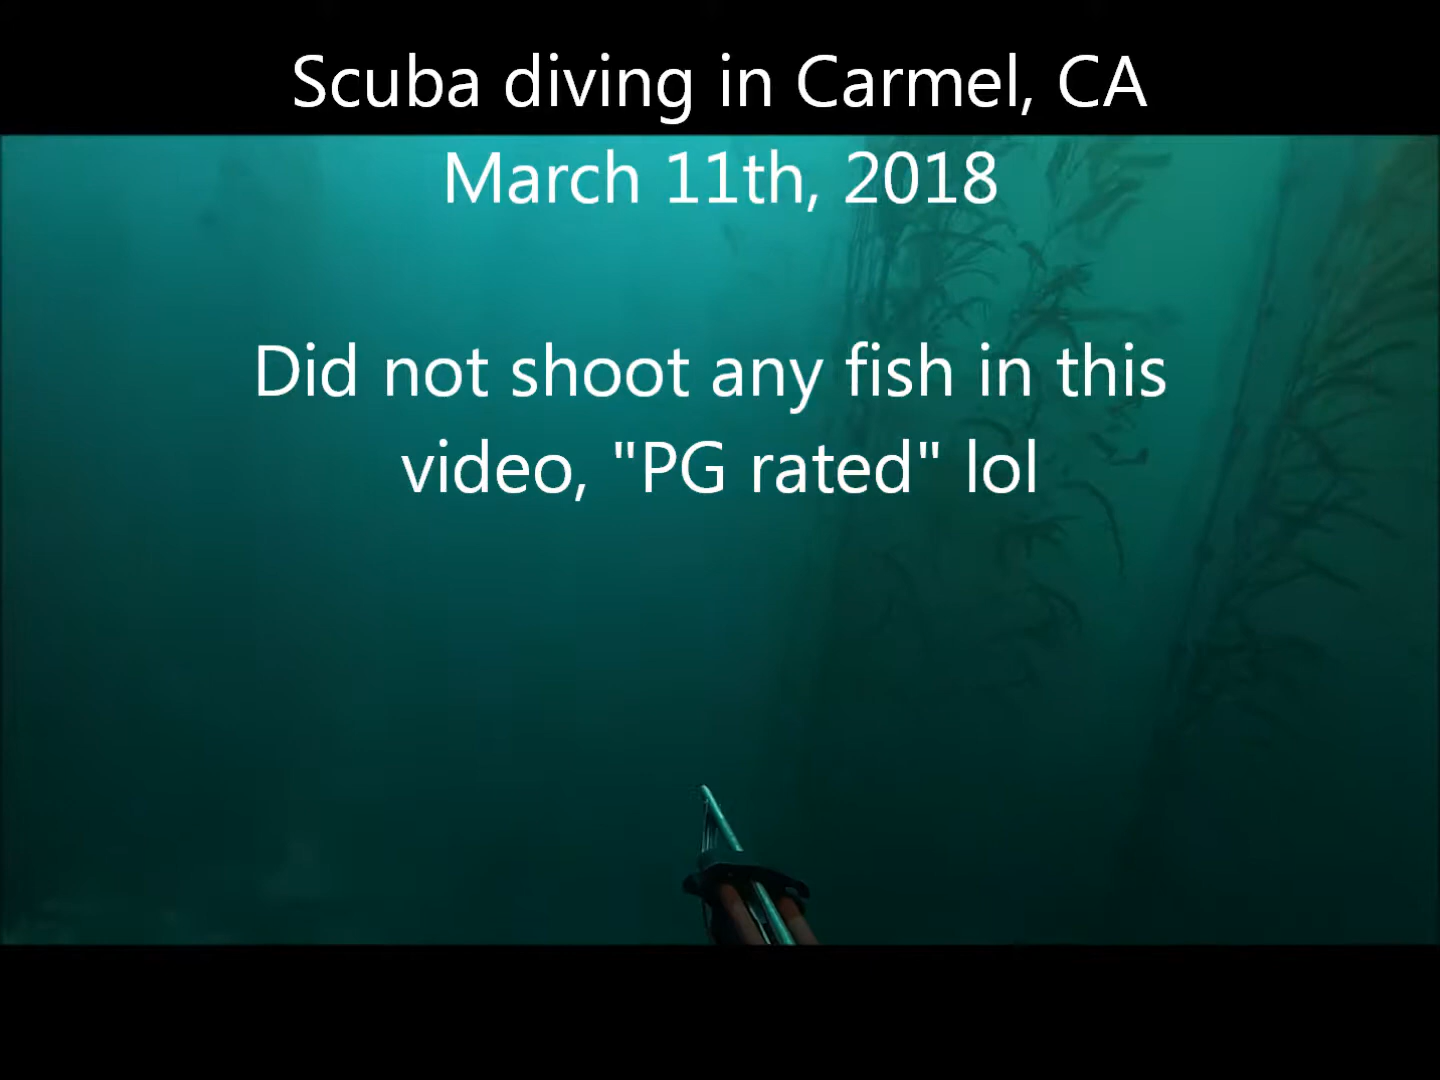 Scuba diving in Carmel, CA
March 11th, 2018
Did not shoot any fish in this
video, "PG rated" lol